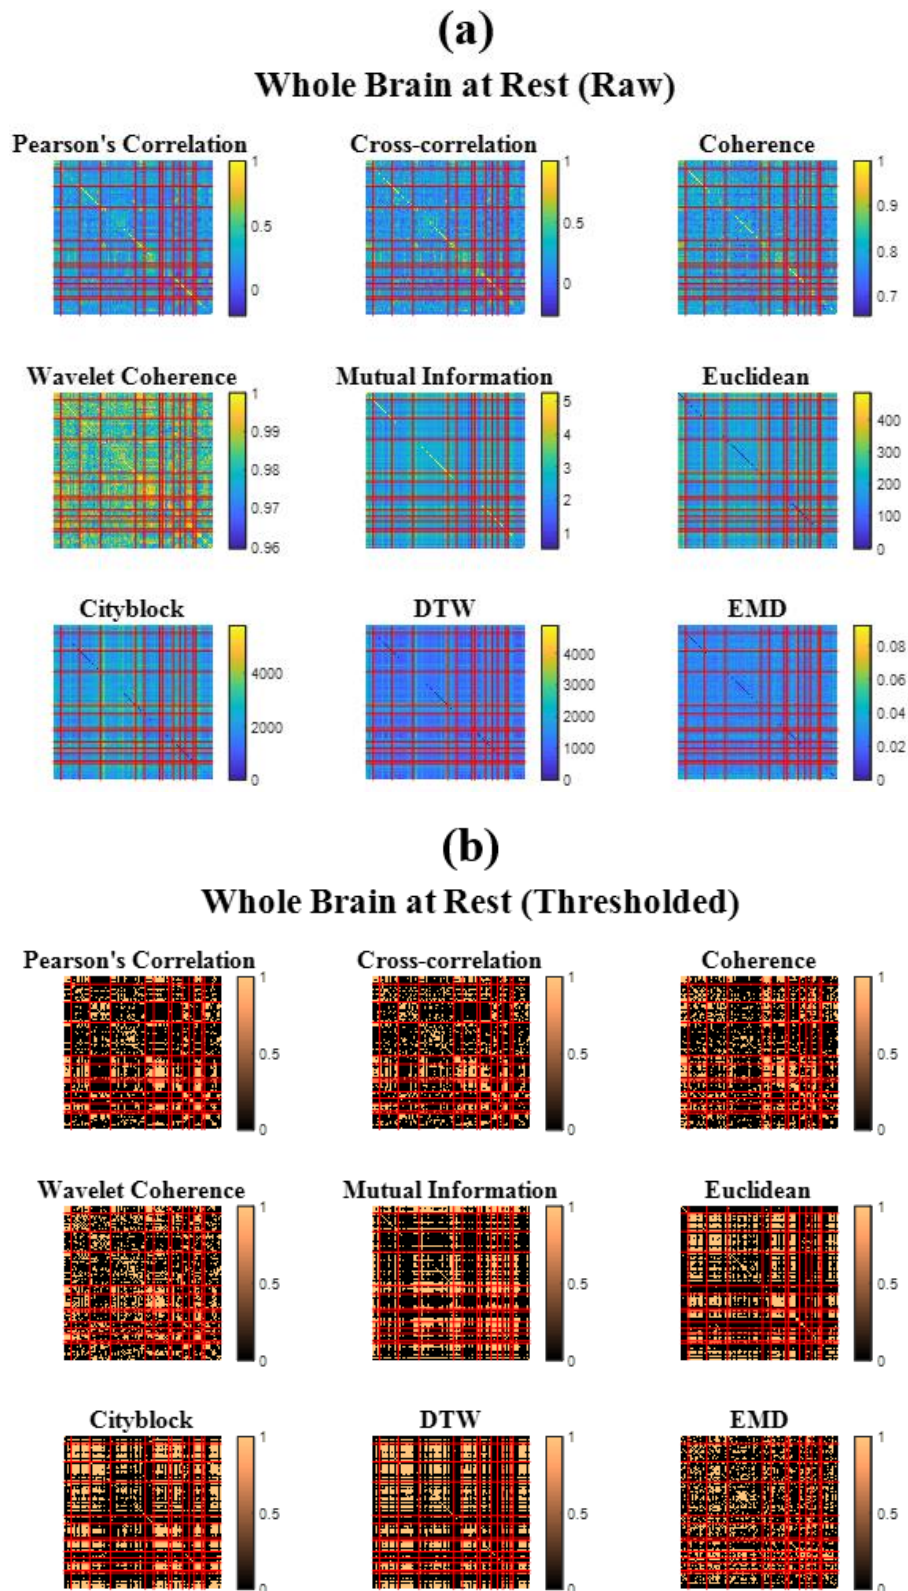 (a)
Whole Brain at Rest (Raw)
Pearson's Correlation Cross-correlation Coherence
1 1 1
0.5 0.5 0.9
0.8
0 0 0.7
Wavelet Coherence Mutual Information Euclidean
1 5 400
0.99 4 300
0.98 3 200
0.97 2 100
0.96 1 0
Cityblock DTW EMD
4000 4000 0.08
3000 0.06
2000 2000 0.04
1000 0.02
0 0 0
(b)
Whole Brain at Rest (Thresholded)
Pearson's Correlation Cross-correlation Coherence
1 1 1
0.5 0.5 0.5
0 0 0
Wavelet Coherence Mutual Information Euclidean
1 1 1
0.5 0.5 0.5
0 0 0
Cityblock DTW EMD
1 1 1
0.5 0.5 0.5
0 0 0